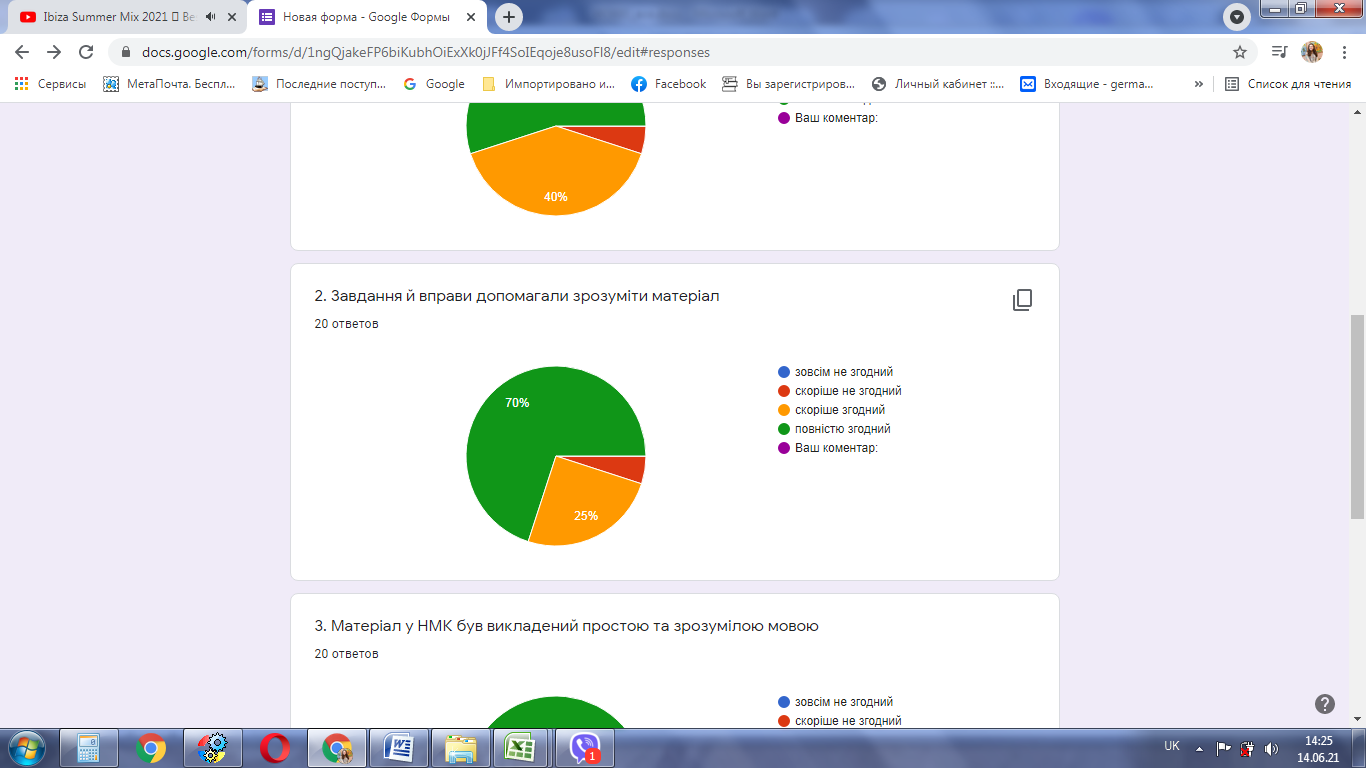 Ibiza Summer Mix 2021 Be
Новая форма - Google Формы
docs.google.com/forms/d/1ngQjakeFP6biKubhOiExXk0jJFf4SoIEqoje8usoFl8/edit#responses
Сервисы МетаПочта. Беспл... Последние поступ... Google Импортировано и... Facebook Вы зарегистриров... Личный кабинет ::... Входящие - germa... » Список для чтения
Ваш коментар:
40%
2. Завдання й вправи допомагали зрозуміти матеріал
20 ответов
зовсім не згодний
скоріше не згодний
скоріше згодний
повністю згодний
Ваш коментар:
70%
25%
3. Матеріал у НМК був викладений простою та зрозумілою мовою
20 ответов
зовсім не згодний
скоріше не згодний
1
UK
14:25
14.06.21